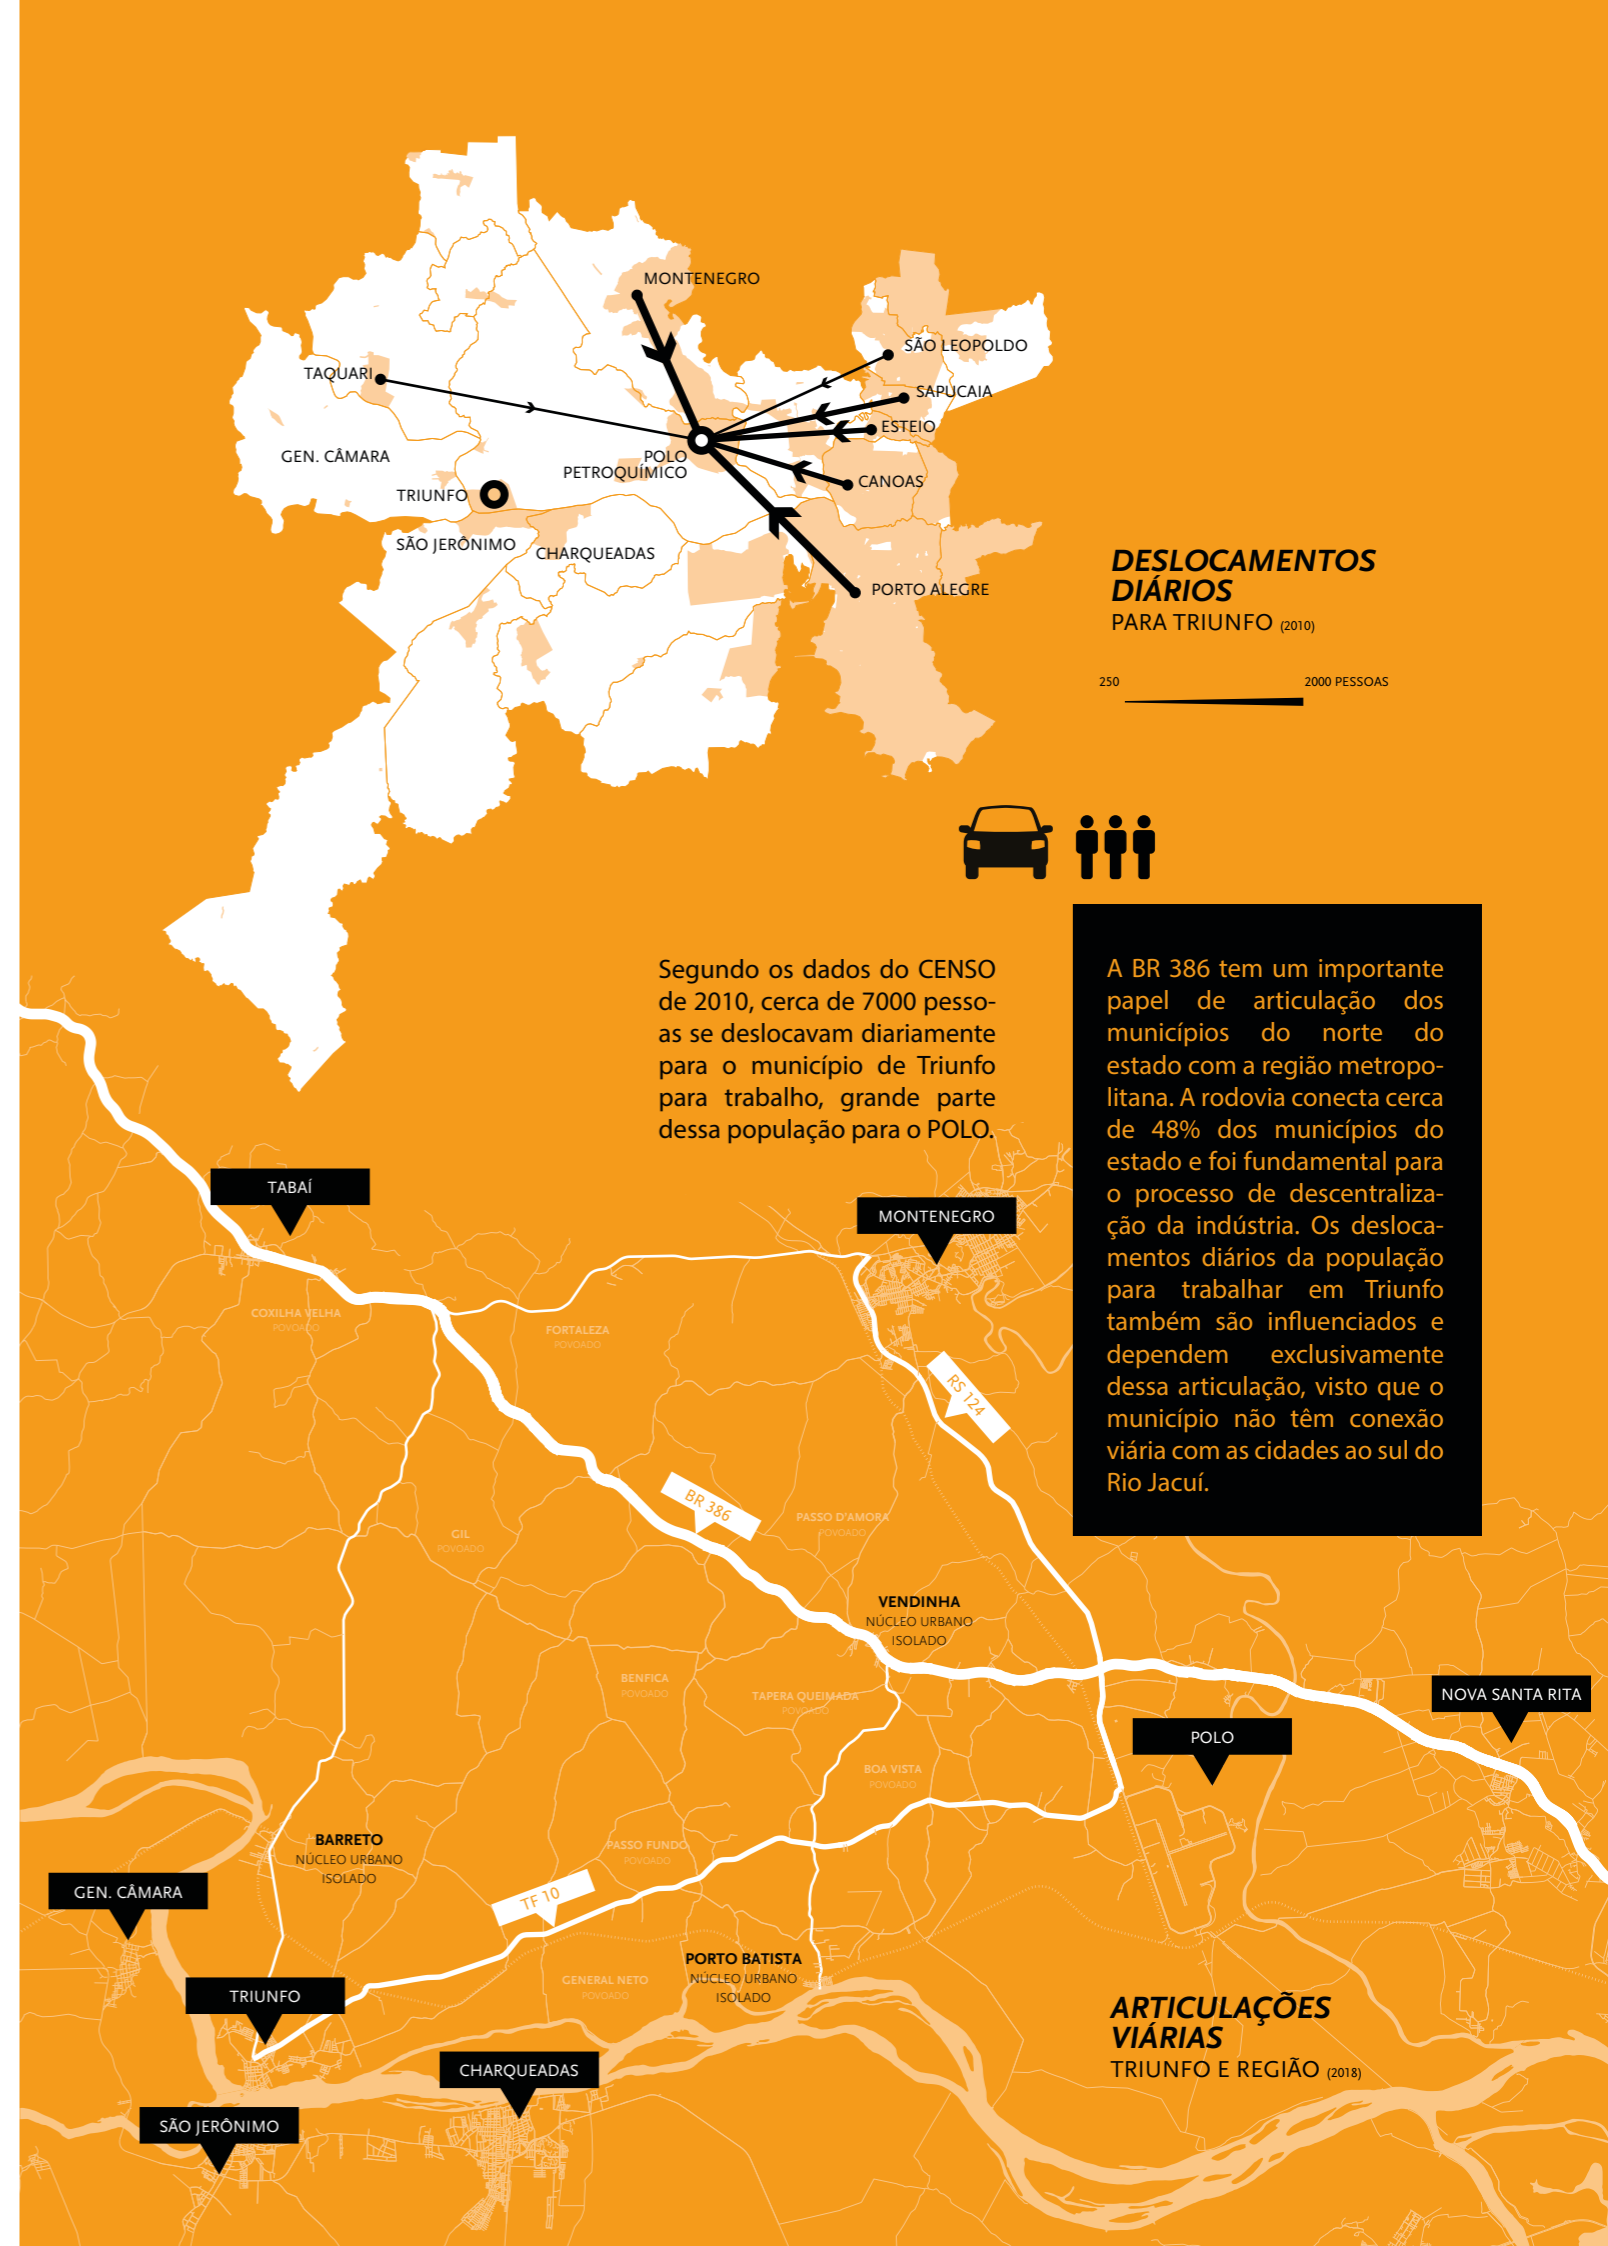 MONTENEGRO
SÃO LEOPOLDO
TAQUARI
SAPUCAIA
ESTEIO
GEN. CÂMARA
POLO
PETROQUÍMICO
CANOAS
TRIUNFO
SÃO JERÔNIMO
CHARQUEADAS
PORTO ALEGRE
DESLOCAMENTOS
DIÁRIOS
PARA TRIUNFO (2010)
250
2000 PESSOAS
Segundo os dados do CENSO
de 2010, cerca de 7000 pesso-
as se deslocavam diariamente
para o município de Triunfo
para trabalho, grande parte
dessa população para o POLO.
A BR 386 tem um importante
papel de articulação dos
municípios do norte do
estado com a região metropo-
litana. A rodovia conecta cerca
de 48% dos municípios do
estado e foi fundamental para
o processo de descentraliza-
ção da indústria. Os desloca-
mentos diários da população
para trabalhar em Triunfo
também são influenciados e
dependem exclusivamente
dessa articulação, visto que o
município não têm conexão
viária com as cidades ao sul do
Rio Jacuí.
TABAÍ
MONTENEGRO
COXILHA VELHA
POVOADO
FORTALEZA
POVOADO
RS 124
BR 386
PASSO D'AMORA
POVOADO
GIL
POVOADO
VENDINHA
NÚCLEO URBANO
ISOLADO
BENFICA
POVOADO
TAPERA QUEIMADA
POVOADO
NOVA SANTA RITA
POLO
BOA VISTA
POVOADO
BARRETO
NÚCLEO URBANO
ISOLADO
PASSO FUNDO
POVOADO
GEN. CÂMARA
TF 10
PORTO BATISTA
NÚCLEO URBANO
ISOLADO
GENERAL NETO
POVOADO
TRIUNFO
CHARQUEADAS
SÃO JERÔNIMO
ARTICULAÇÕES
VIÁRIAS
TRIUNFO E REGIÃO (2018)